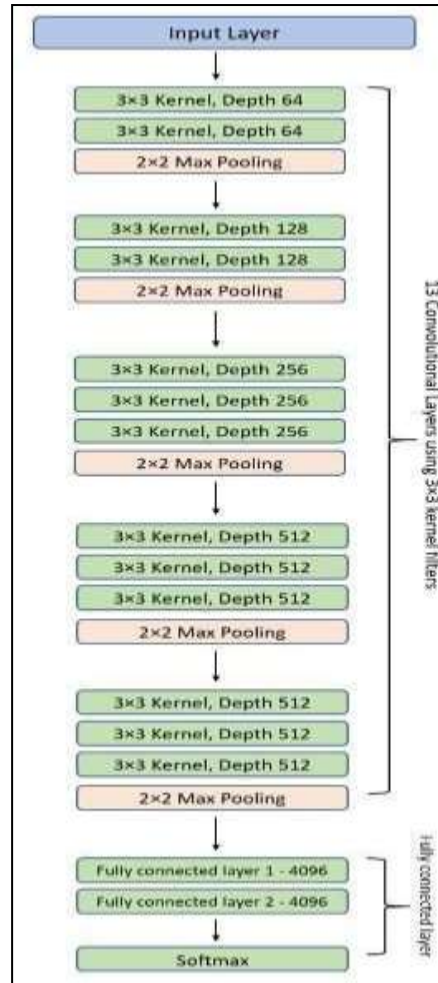 Input Layer
3×3 Kernel, Depth 64
3×3 Kernel, Depth 64
2×2 Max Pooling
3×3 Kernel, Depth 128
3×3 Kernel, Depth 128
2×2 Max Pooling
3×3 Kernel, Depth 256
3×3 Kernel, Depth 256
3×3 Kernel, Depth 256
2×2 Max Pooling
3×3 Kernel, Depth 512
3×3 Kernel, Depth 512
3×3 Kernel, Depth 512
2×2 Max Pooling
3×3 Kernel, Depth 512
3×3 Kernel, Depth 512
3×3 Kernel, Depth 512
2×2 Max Pooling
13 Convolutional Layers using 3×3 kernel filters
Fully connected layer 1 - 4096
Fully connected layer 2 - 4096
Softmax
Fully connected
layer